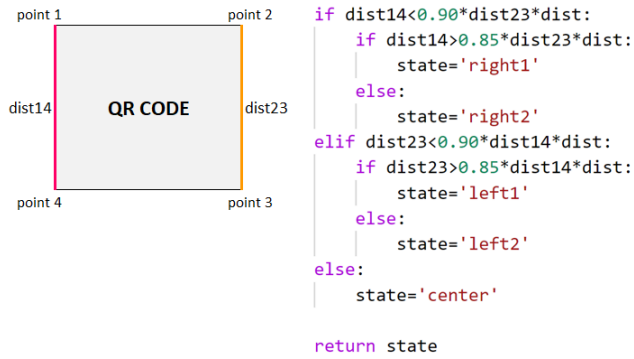 point 1
point 2
dist14
QR CODE
dist23
point 4
point 3
if dist14<0.90*dist23*dist:
    if dist14>0.85*dist23*dist:
        state='right1'
    else:
        state='right2'
elif dist23<0.90*dist14*dist:
    if dist23>0.85*dist14*dist:
        state='left1'
    else:
        state='left2'
else:
    state='center'
return state